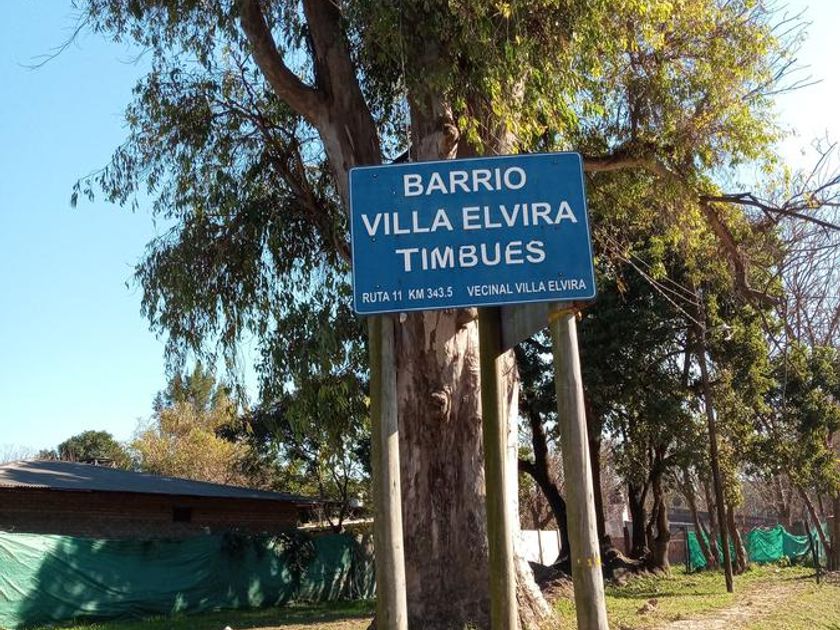 BARRIO
VILLA ELVIRA
TIMBUES
RUTA 11 KM 343.5 VECINAL VILLA ELVIRA